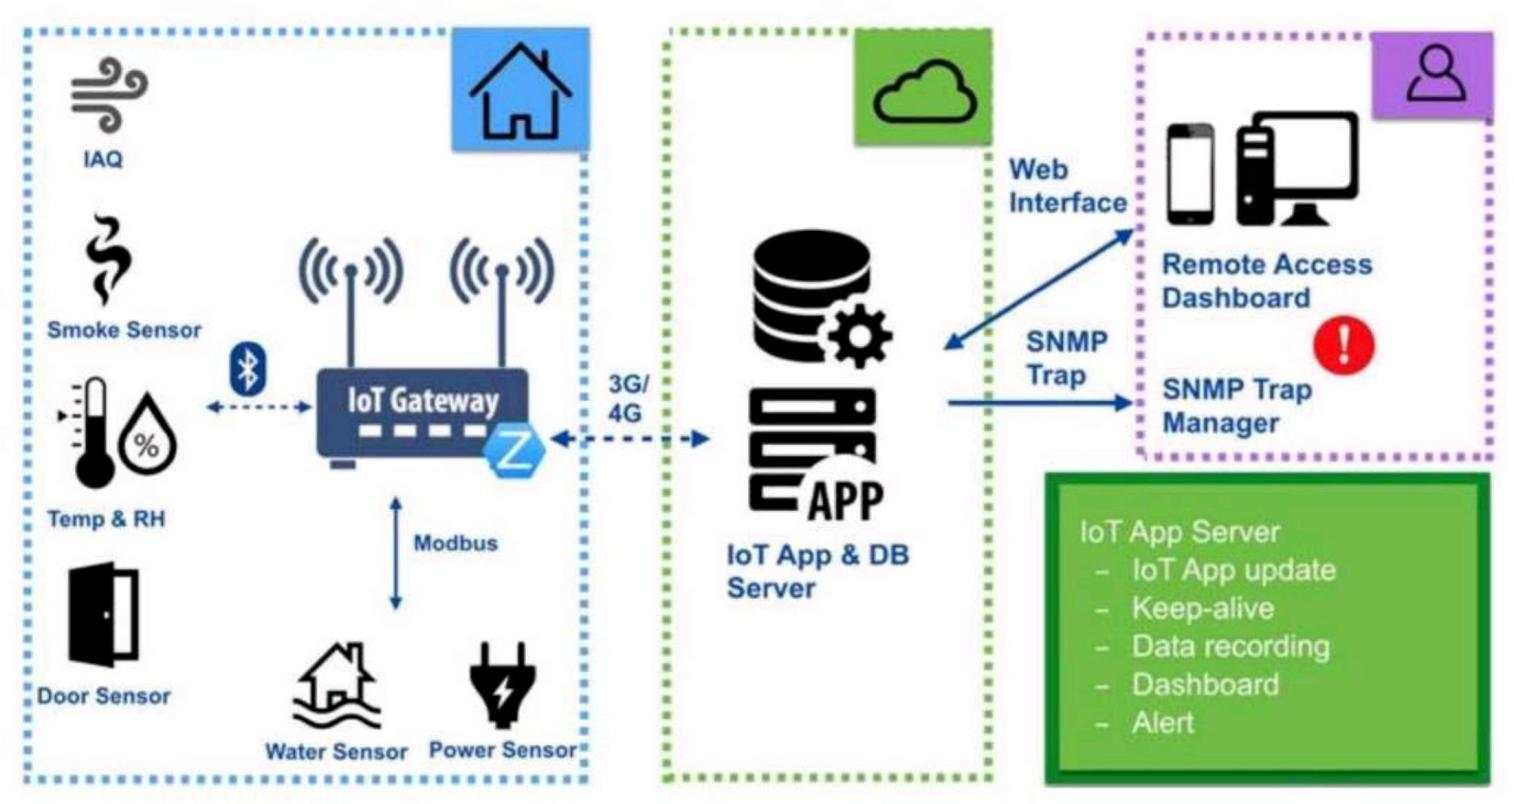 IAQ
Smoke Sensor
Temp & RH
%
Door Sensor
IoT Gateway
Z
Modbus
Water Sensor
Power Sensor
3G/
4G
APP
IoT App & DB
Server
Web
Interface
SNMP
Trap
Remote Access
Dashboard
!
SNMP Trap
Manager
IoT App Server
- IoT App update
- Keep-alive
- Data recording
- Dashboard
- Alert